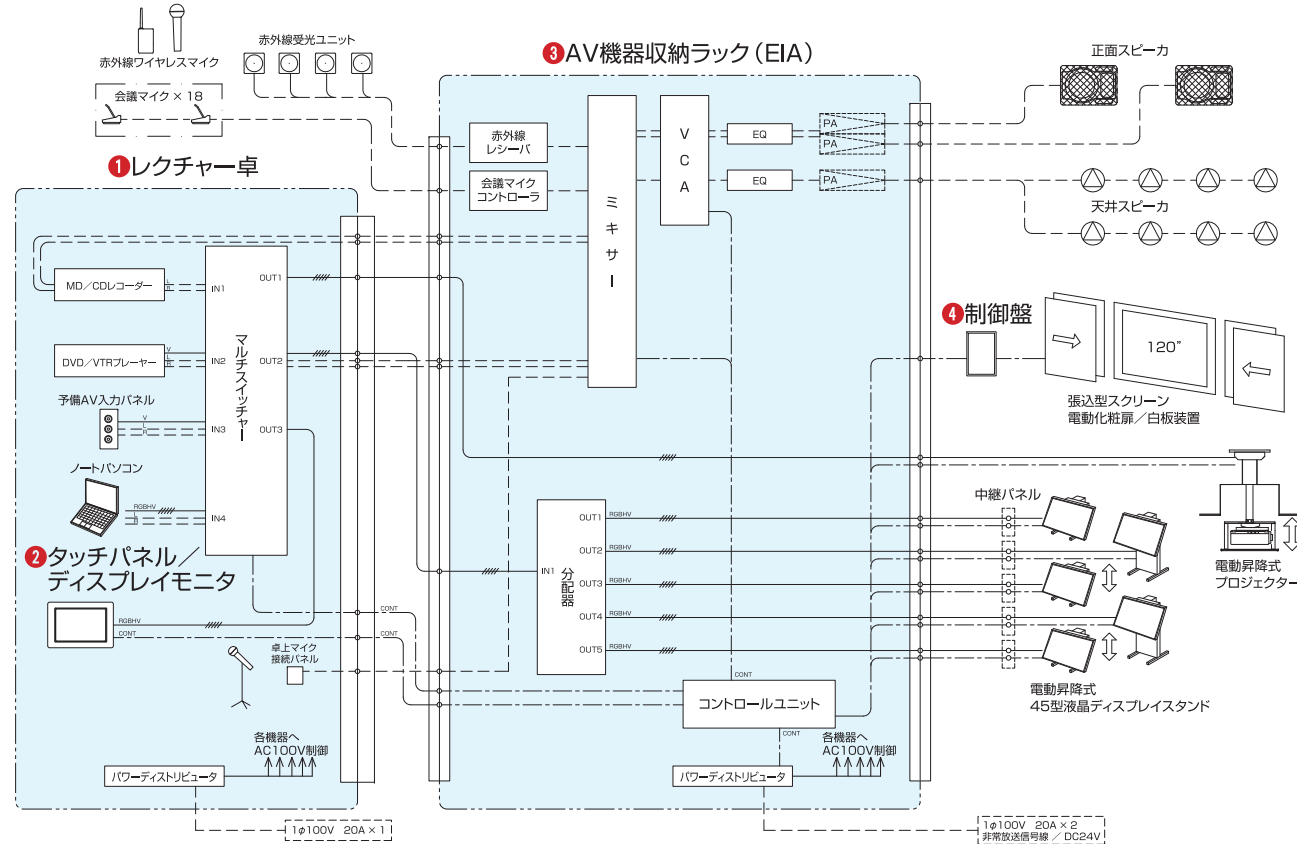 赤外線ワイヤレスマイク
赤外線受光ユニット
会議マイク×18
❶レクチャー卓
MD／CDレコーダー
L
R
IN1
OUT1
DVD／VTRプレーヤー
V
L
R
IN2
OUT2
マルチスイッチャー
予備AV入力パネル
V
L
R
IN3
OUT3
ノートパソコン
RGBHV
L
R
IN4
❷タッチパネル／
ディスプレイモニタ
RGBHV
CONT
CONT
CONT
卓上マイク
接続パネル
各機器へ
AC100V制御
パワーディストリビュータ
1φ100V 20A×1
❸AV機器収納ラック（EIA）
赤外線
レシーバ
会議マイク
コントローラ
ミキサー
VCA
EQ
EQ
PA
PA
PA
IN1
分配器
OUT1
RGBHV
OUT2
RGBHV
OUT3
RGBHV
OUT4
RGBHV
OUT5
RGBHV
CONT
コントロールユニット
CONT
各機器へ
AC100V制御
パワーディストリビュータ
1φ100V 20A×2
非常放送信号線／DC24V
正面スピーカ
天井スピーカ
❹制御盤
120”
張込型スクリーン
電動化粧扉／白板装置
中継パネル
電動昇降式
プロジェクター
電動昇降式
45型液晶ディスプレイスタンド